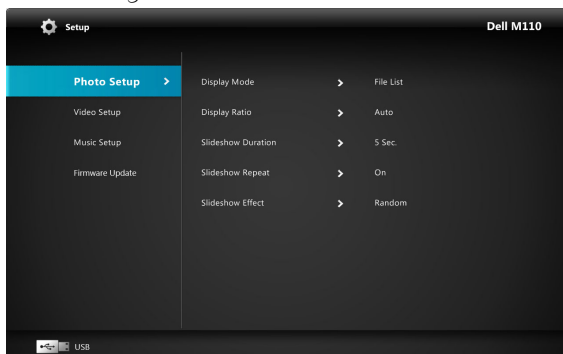 Setup
Dell M110
Photo Setup
Display Mode
File List
Video Setup
Display Ratio
Auto
Music Setup
Slideshow Duration
5 Sec.
Firmware Update
Slideshow Repeat
On
Slideshow Effect
Random
USB